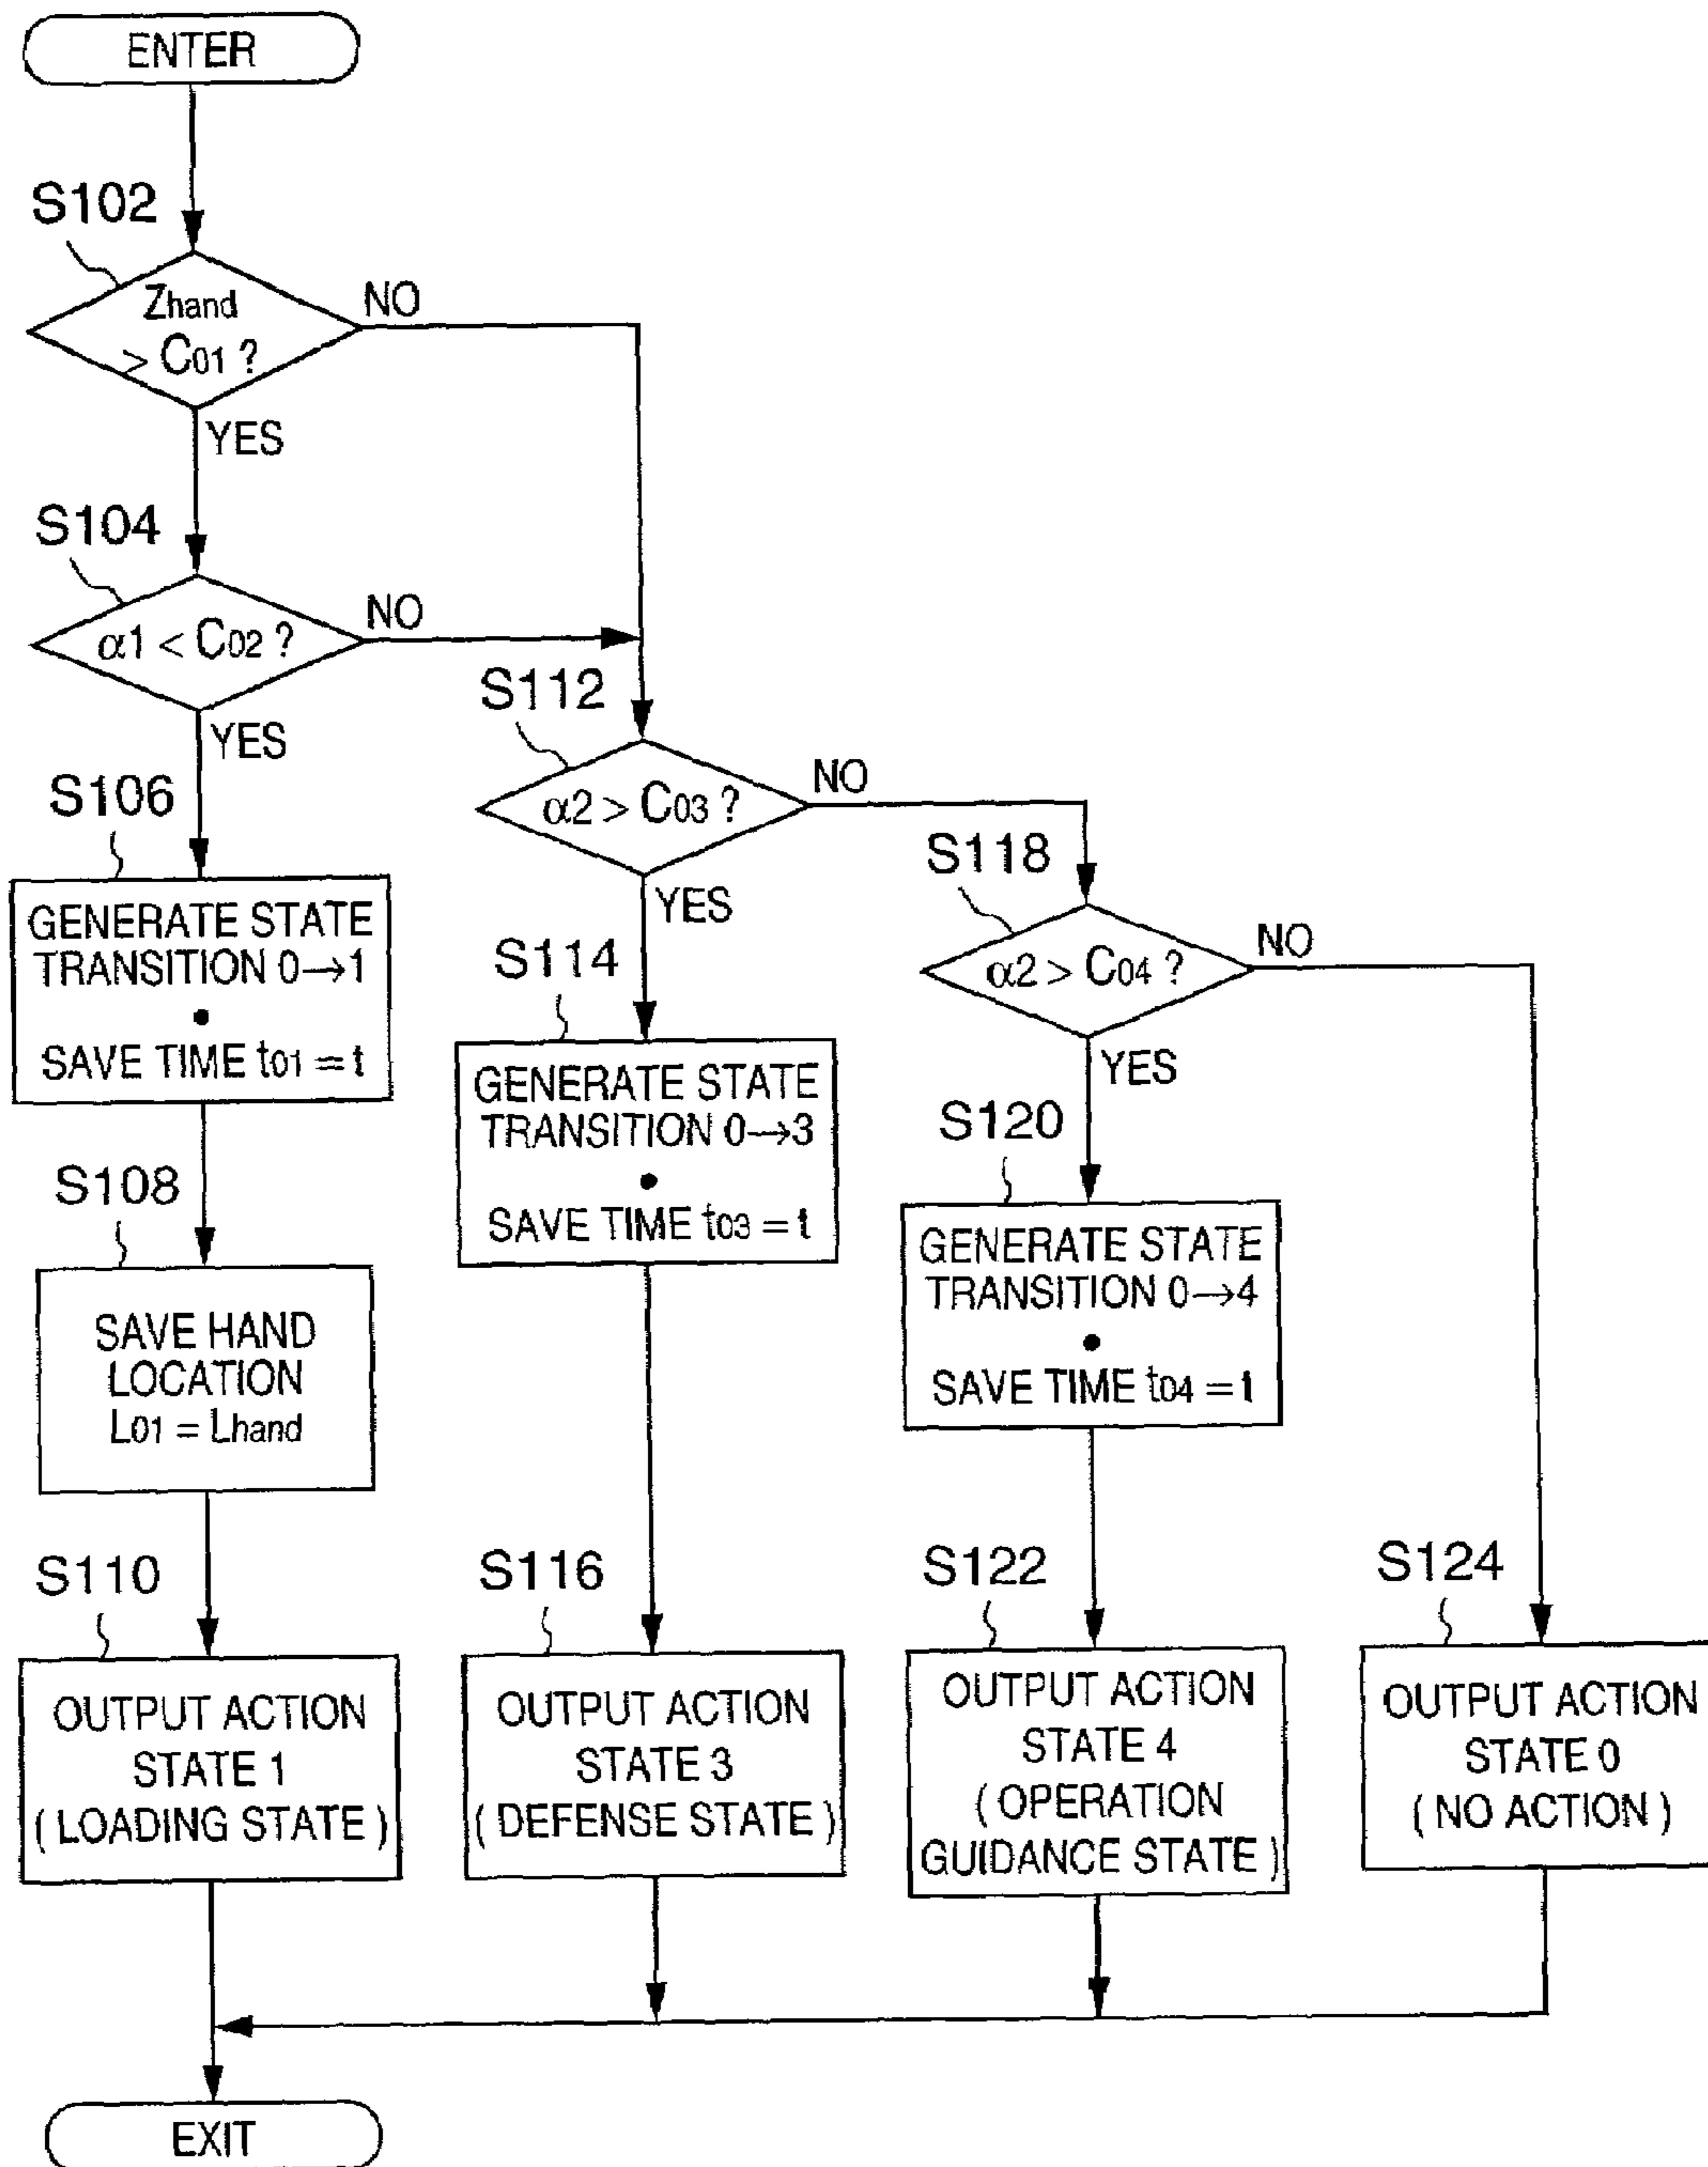 ENTER
S102
Zhand
> C01 ?
NO
YES
S104
α1 < C02 ?
NO
YES
S112
α2 > C03 ?
NO
YES
S106
GENERATE STATE
TRANSITION 0→1
•
SAVE TIME t01 = t
S118
α2 > C04 ?
NO
YES
S114
GENERATE STATE
TRANSITION 0→3
•
SAVE TIME t03 = t
S108
SAVE HAND
LOCATION
L01 = Lhand
S120
GENERATE STATE
TRANSITION 0→4
•
SAVE TIME t04 = t
S110
OUTPUT ACTION
STATE 1
( LOADING STATE )
S116
OUTPUT ACTION
STATE 3
( DEFENSE STATE )
S122
OUTPUT ACTION
STATE 4
( OPERATION
GUIDANCE STATE )
S124
OUTPUT ACTION
STATE 0
( NO ACTION )
EXIT